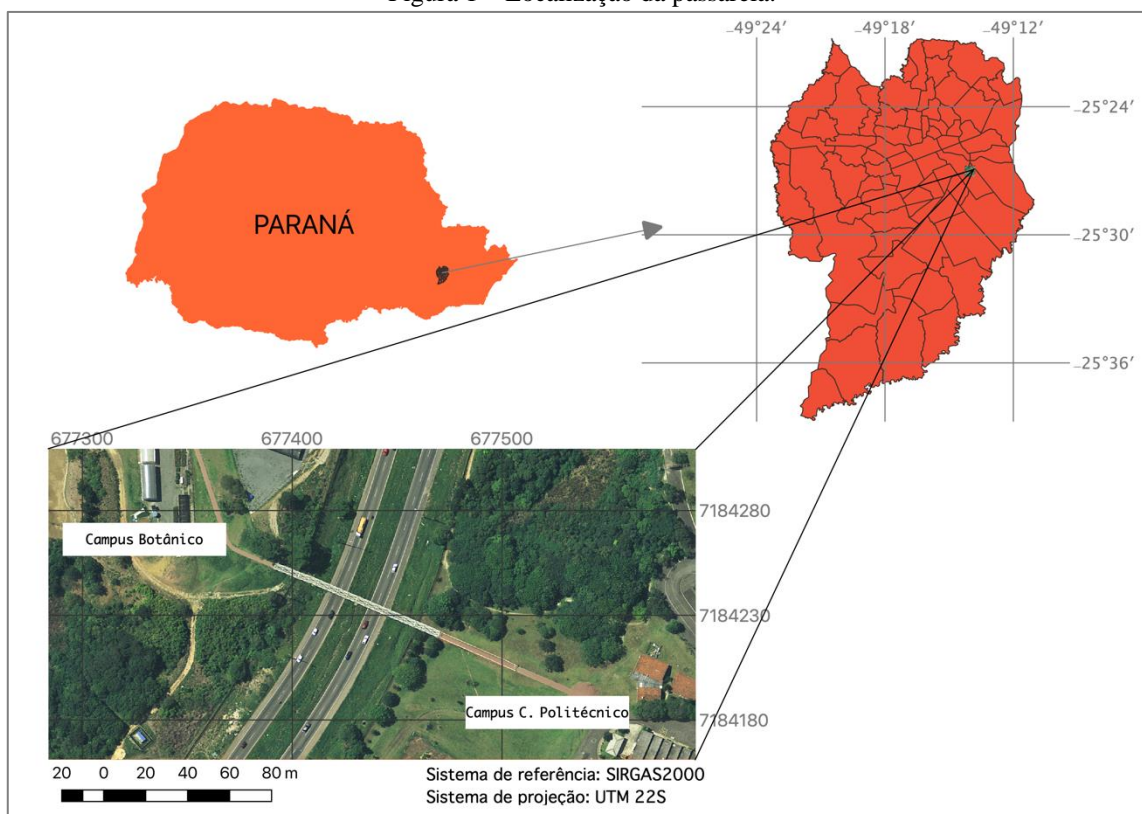 Figura 1 – Localização da passarela.
–49°24′ –49°18′ –49°12′
–25°24′
PARANÁ
–25°30′
–25°36′
677300 677400 677500
7184280
Campus Botânico
7184230
Campus C. Politécnico
7184180
20 0 20 40 60 80 m
Sistema de referência: SIRGAS2000
Sistema de projeção: UTM 22S